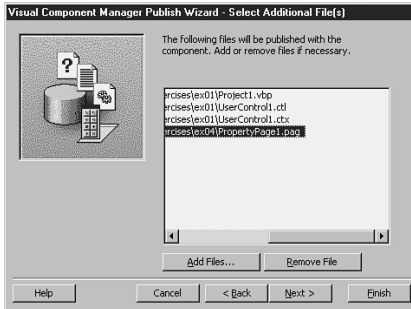 Visual Component Manager Publish Wizard - Select Additional File(s)
The following files will be published with the
component. Add or remove files if necessary.
?
ercises\ex01\Project1.vbp
ercises\ex01\UserControl1.ctl
ercises\ex01\UserControl1.ctx
ercises\ex04\PropertyPage1.pag
Add Files...
Remove File
Help
Cancel
< Back
Next >
Finish